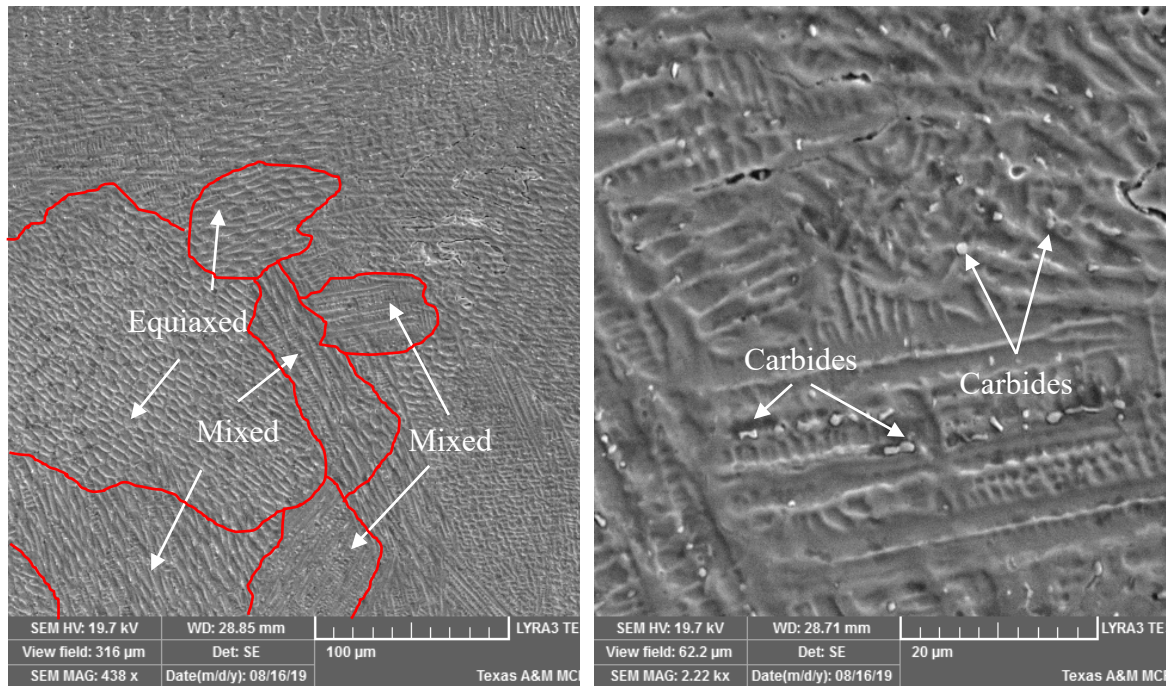 Equiaxed
Mixed
Mixed
SEM HV: 19.7 kV WD: 28.85 mm LYRA3 TE
View field: 316 µm Det: SE 100 µm
SEM MAG: 438 x Date(m/d/y): 08/16/19 Texas A&M MCF
Carbides
Carbides
SEM HV: 19.7 kV WD: 28.71 mm LYRA3 TE
View field: 62.2 µm Det: SE 20 µm
SEM MAG: 2.22 kx Date(m/d/y): 08/16/19 Texas A&M MCF